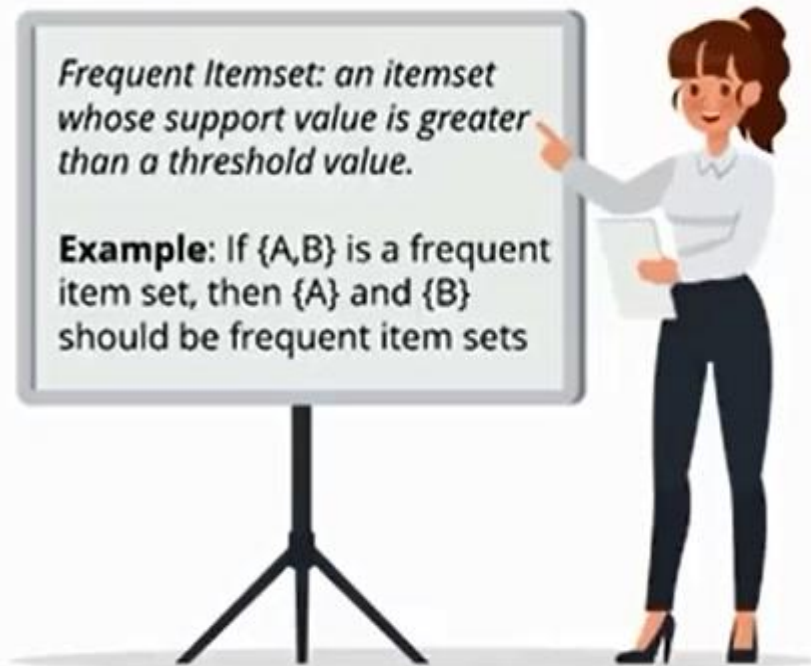 Frequent Itemset: an itemset
whose support value is greater
than a threshold value.
Example: If {A,B} is a frequent
item set, then {A} and {B}
should be frequent item sets